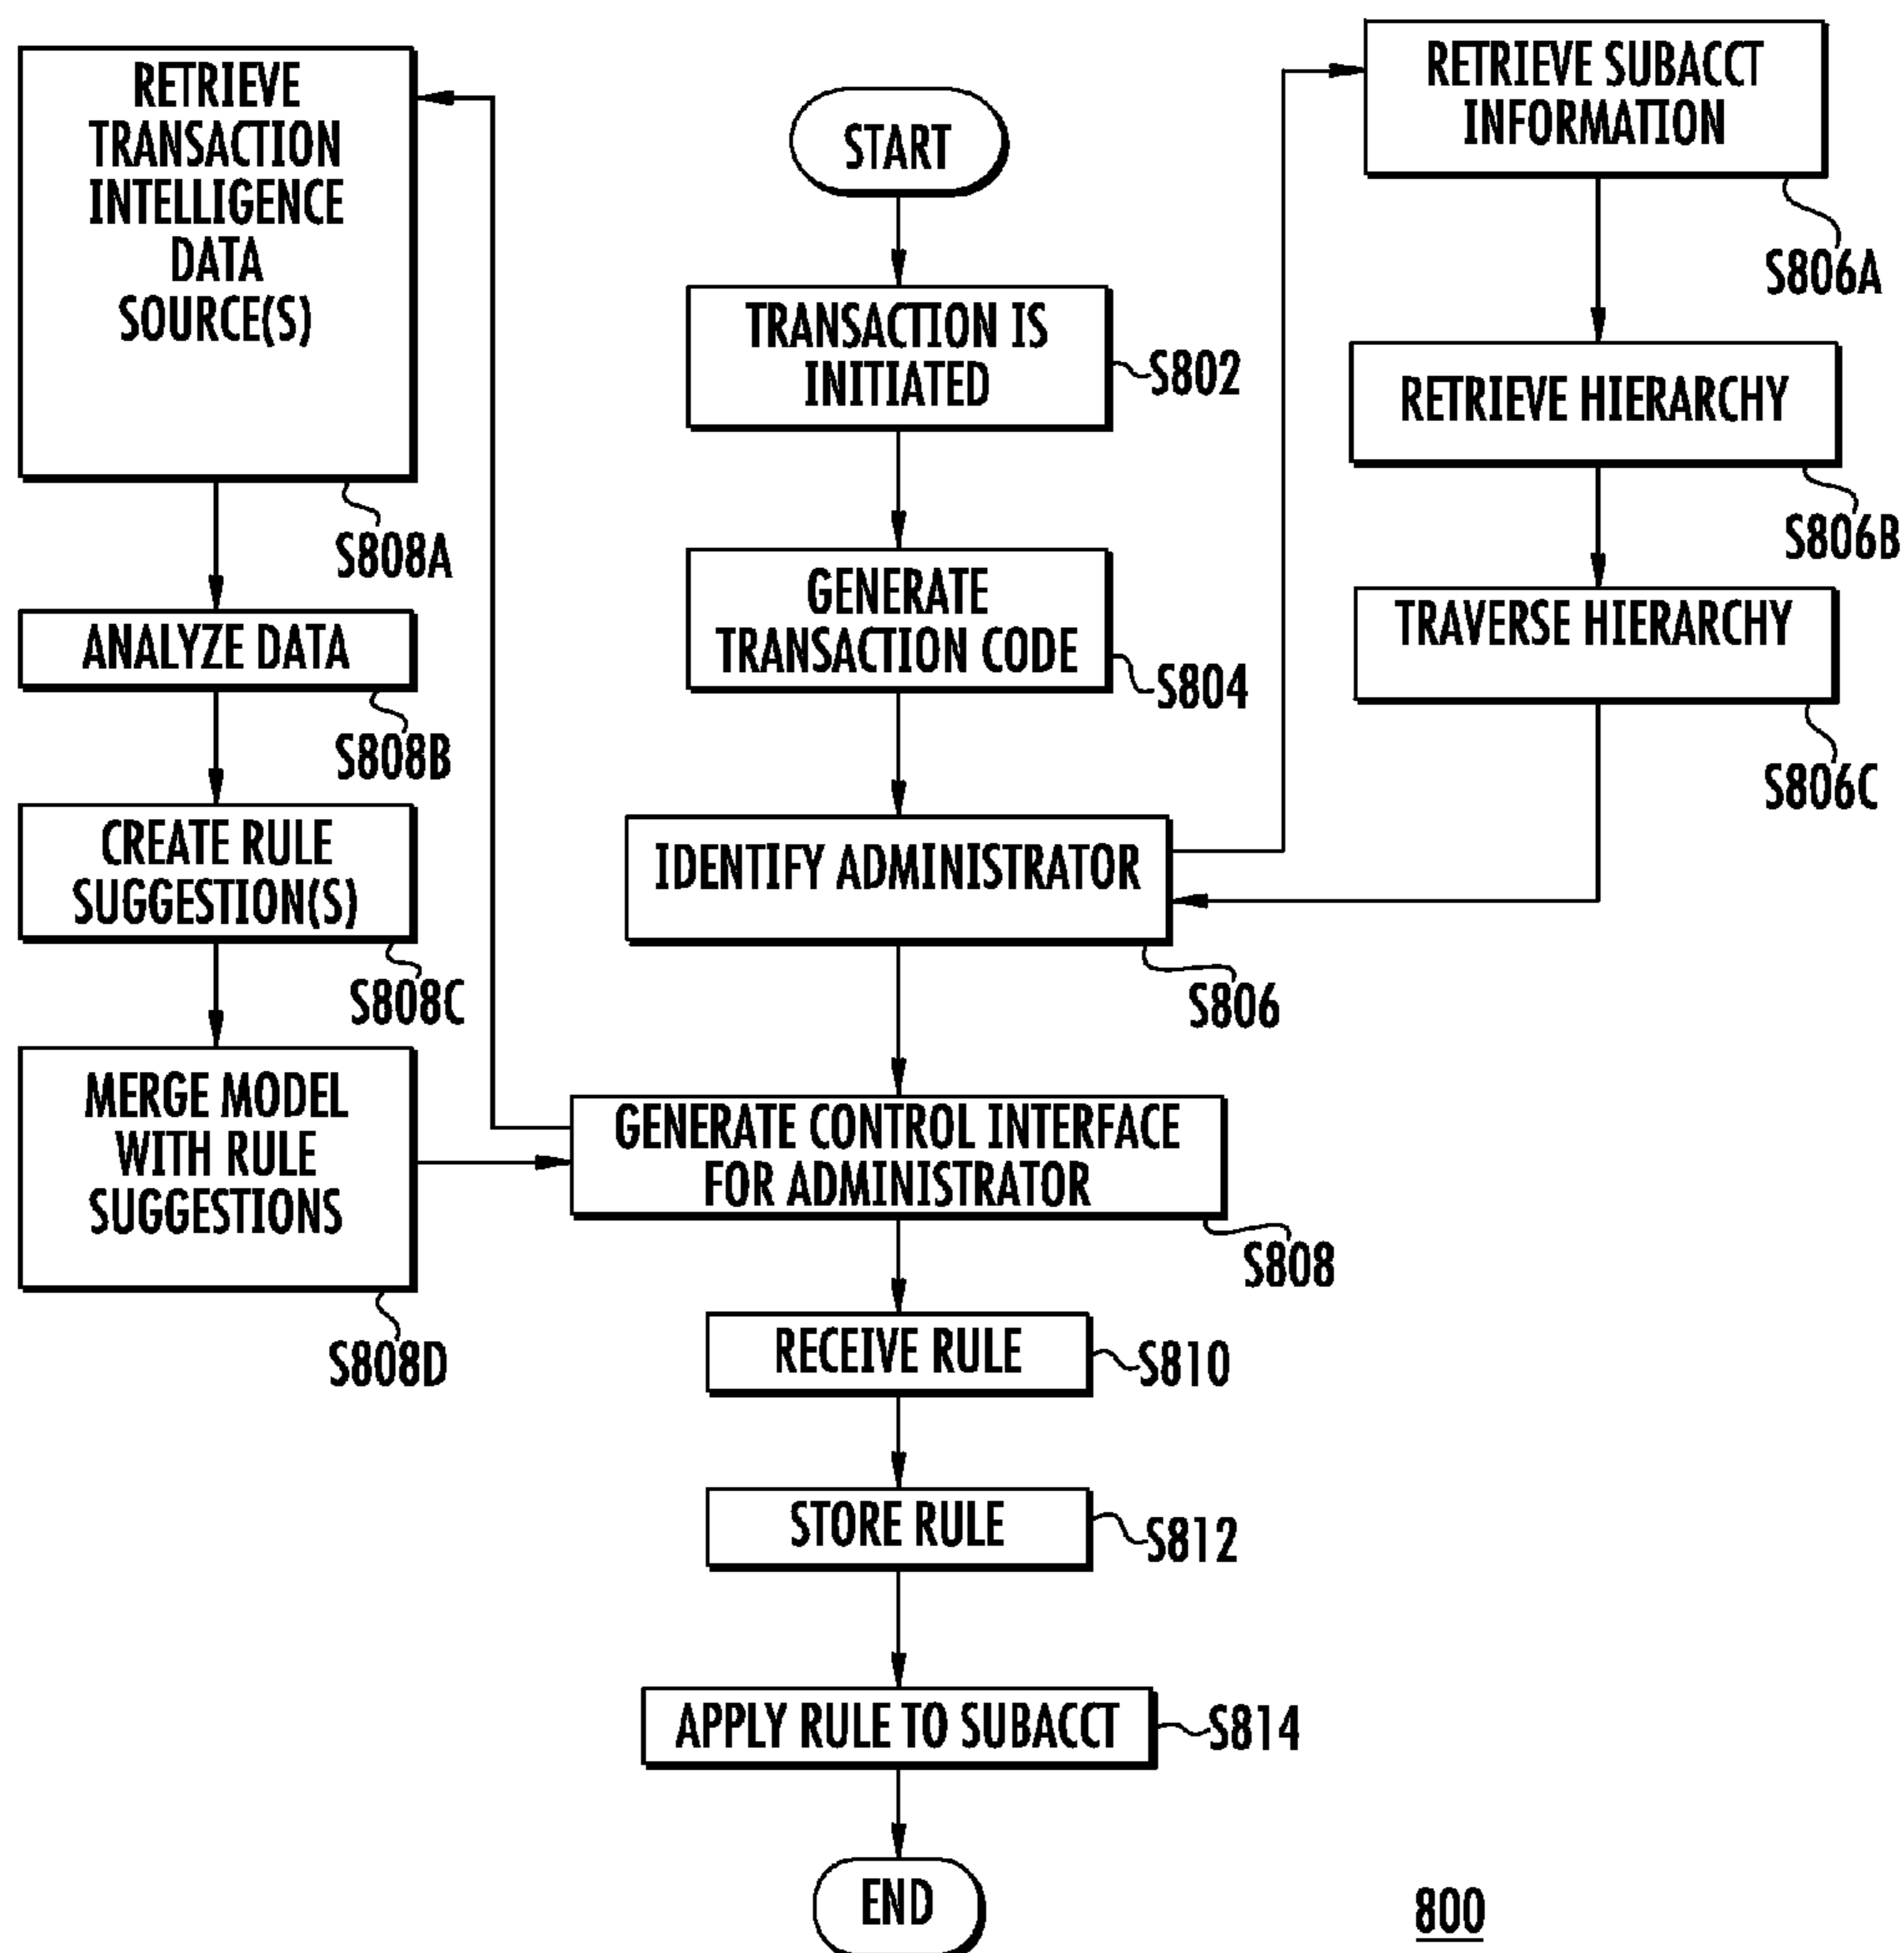 START
TRANSACTION IS
INITIATED
S802
GENERATE
TRANSACTION CODE
S804
IDENTIFY ADMINISTRATOR
S806
RETRIEVE SUBACCT
INFORMATION
S806A
RETRIEVE HIERARCHY
S806B
TRAVERSE HIERARCHY
S806C
GENERATE CONTROL INTERFACE
FOR ADMINISTRATOR
S808
RETRIEVE
TRANSACTION
INTELLIGENCE
DATA
SOURCE(S)
S808A
ANALYZE DATA
S808B
CREATE RULE
SUGGESTION(S)
S808C
MERGE MODEL
WITH RULE
SUGGESTIONS
S808D
RECEIVE RULE
S810
STORE RULE
S812
APPLY RULE TO SUBACCT
S814
END
800